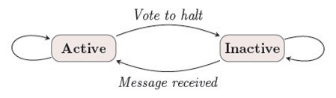 Vote to halt
Active
Inactive
Message received